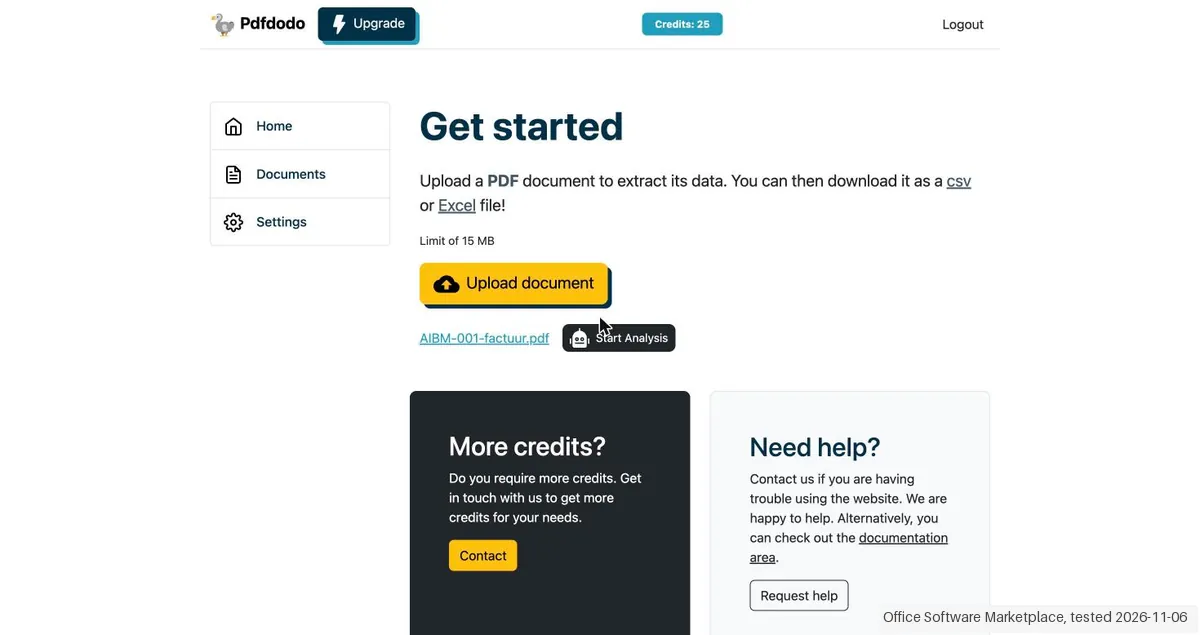 Pdfdodo
Upgrade
Credits: 25
Logout
Home
Documents
Settings
Get started
Upload a PDF document to extract its data. You can then download it as a csv
or Excel file!
Limit of 15 MB
Upload document
AIBM-001-factuur.pdf
Start Analysis
More credits?
Do you require more credits. Get
in touch with us to get more
credits for your needs.
Contact
Need help?
Contact us if you are having
trouble using the website. We are
happy to help. Alternatively, you
can check out the documentation
area.
Request help
Office Software Marketplace, tested 2026-11-06